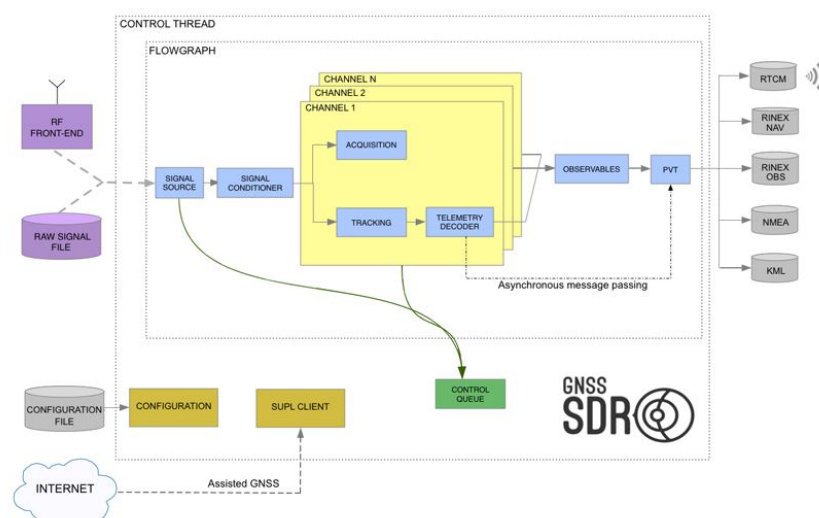 CONTROL THREAD
FLOWGRAPH
CHANNEL N
CHANNEL 2
CHANNEL 1
RF
FRONT-END
RAW SIGNAL
FILE
SIGNAL
SOURCE
SIGNAL
CONDITIONER
ACQUISITION
TRACKING
TELEMETRY
DECODER
OBSERVABLES
PVT
Asynchronous message passing
RTCM
RINEX
NAV
RINEX
OBS
NMEA
KML
CONTROL
QUEUE
GNSS
SDR
CONFIGURATION
FILE
CONFIGURATION
SUPL CLIENT
INTERNET
Assisted GNSS